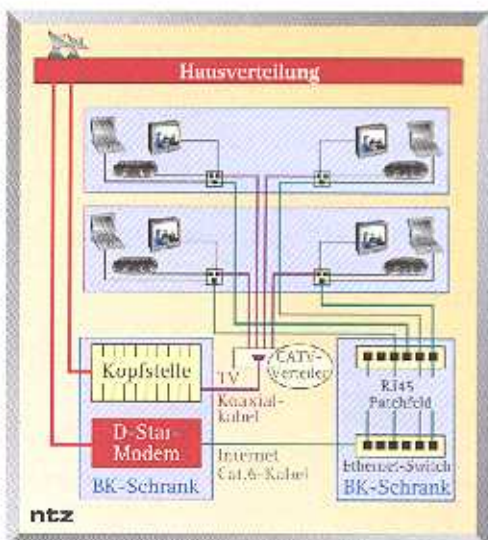 Hausverteilung
Kopfstelle
TV
CATV-
verteiler
Koaxial-
kabel
RJ45
Patchfeld
D-Star-
Modem
Internet
Cat.6-Kabel
Ethernet-Switch
BK-Schrank
BK-Schrank
ntz